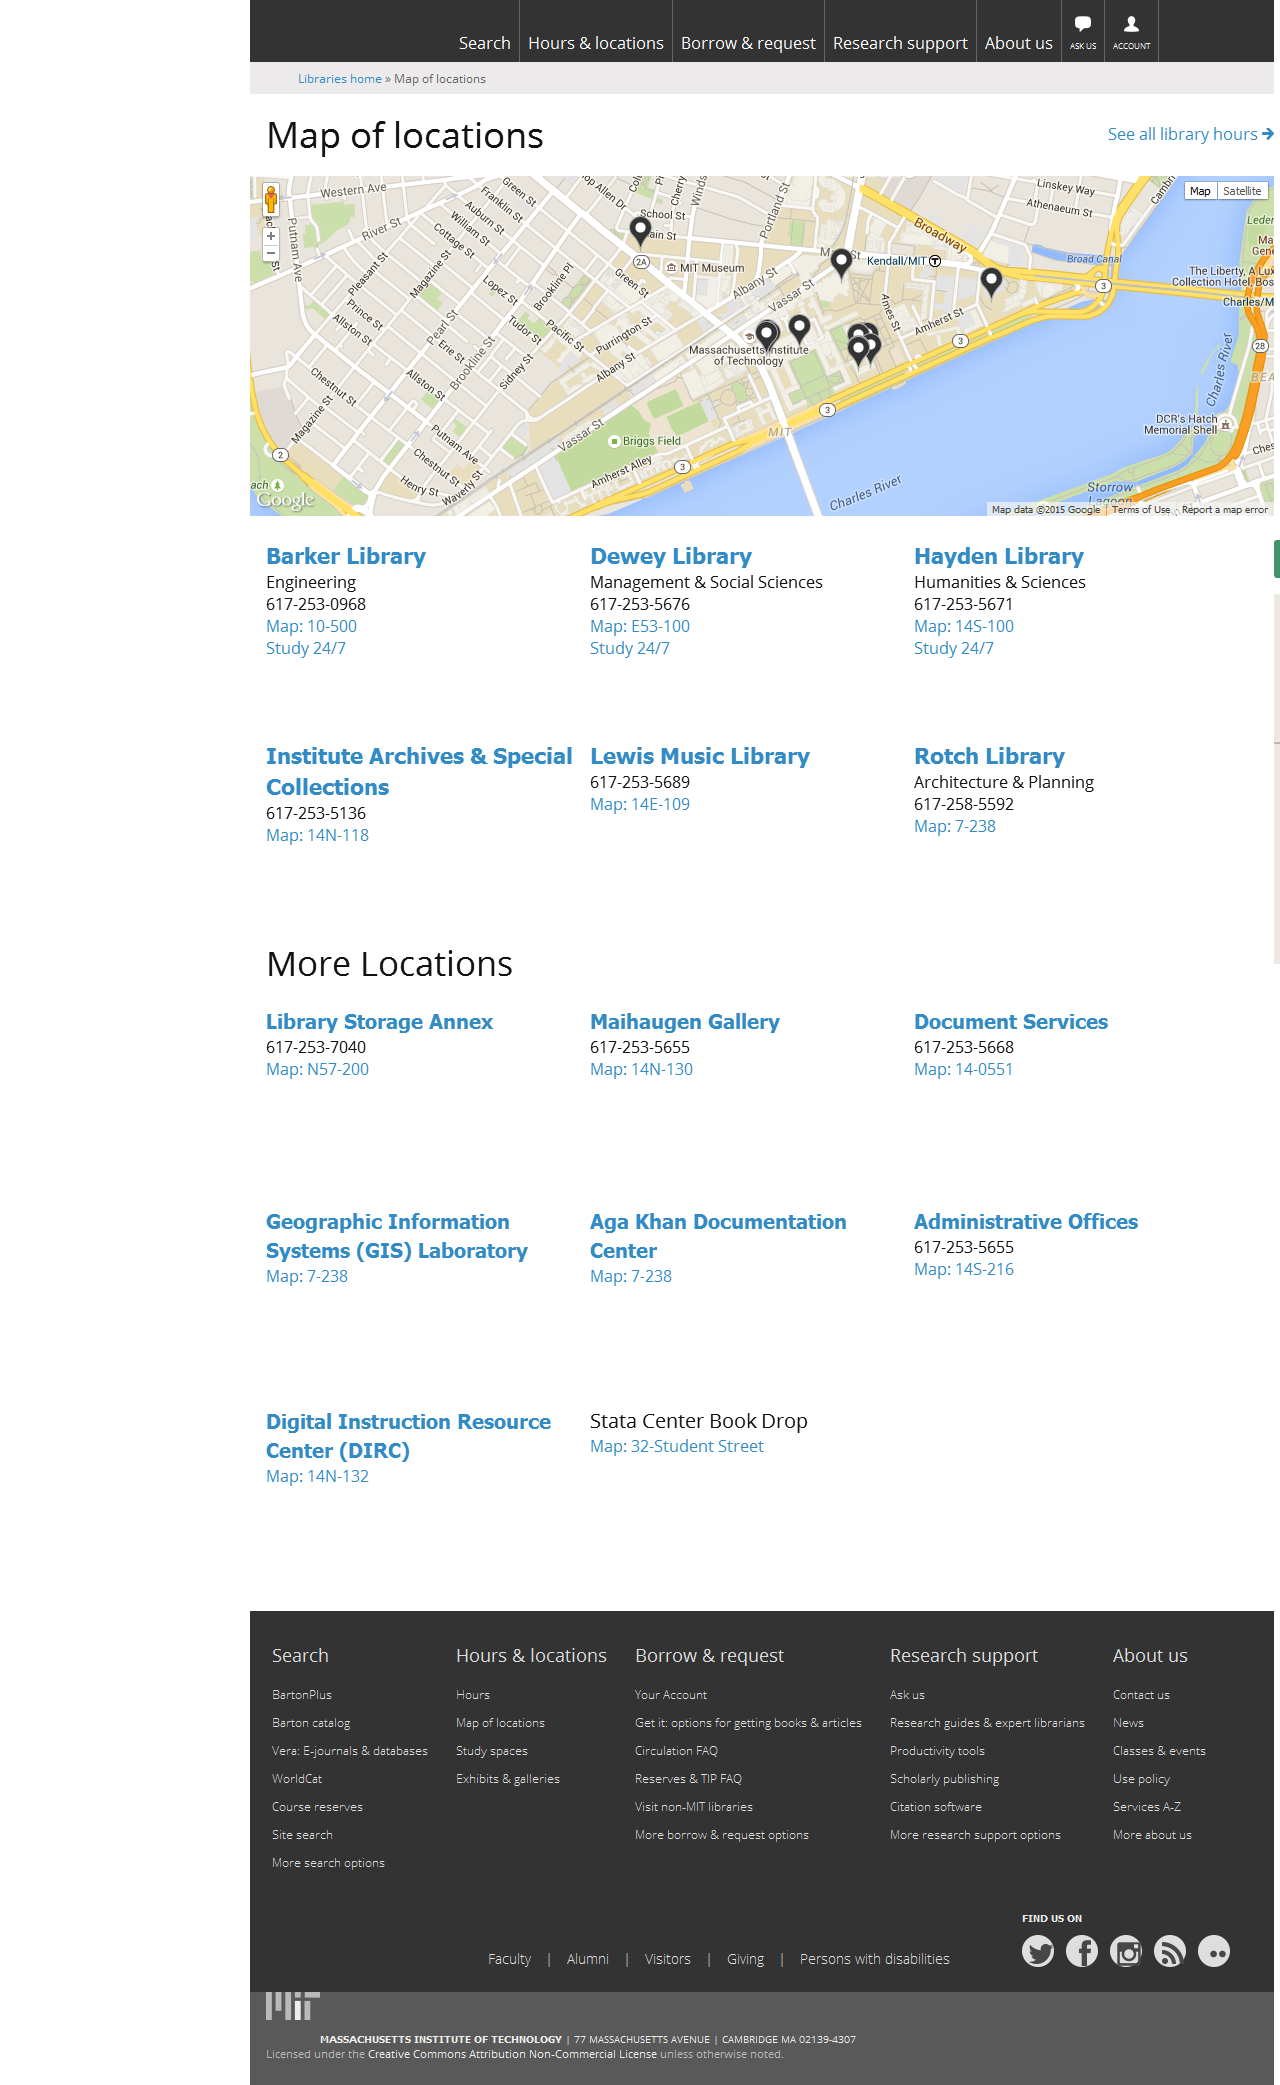 Search
Hours & locations
Borrow & request
Research support
About us
ASK US
ACCOUNT
Libraries home » Map of locations
Map of locations
See all library hours
Western Ave
River St
Putnam Ave
Green St
Franklin St
Auburn St
William St
Cottage St
Magazine St
Pleasant St
Prince St
Allston St
Pearl St
Erie St
Brookline St
Lopez St
Tudor St
Pacific St
Brookline Pl
Sidney St
Purrington St
Albany St
Green St
Chestnut St
Magazine St
Allston St
Putnam Ave
Chestnut St
Henry St
Waverly St
Vassar St
Amherst Alley
Briggs Field
School St
MIT Museum
Albany St
Vassar St
Portland St
Cherry
Winds
Kendall/MIT
Broadway
Ames St
Amherst St
Massachusetts Institute
of Technology
MIT
Charles River
Linskey Way
Athenaeum St
Broad Canal
The Liberty, A Lux
Collection Hotel, Bos
Charles/M
Charles River
DCR's Hatch
Memorial Shell
Storrow
Lagoon
2A
2
3
3
3
3
28
Map
Satellite
Google
Map data ©2015 Google
Terms of Use
Report a map error
Barker Library
Engineering
617-253-0968
Map: 10-500
Study 24/7
Dewey Library
Management & Social Sciences
617-253-5676
Map: E53-100
Study 24/7
Hayden Library
Humanities & Sciences
617-253-5671
Map: 14S-100
Study 24/7
Institute Archives & Special
Collections
617-253-5136
Map: 14N-118
Lewis Music Library
617-253-5689
Map: 14E-109
Rotch Library
Architecture & Planning
617-258-5592
Map: 7-238
More Locations
Library Storage Annex
617-253-7040
Map: N57-200
Maihaugen Gallery
617-253-5655
Map: 14N-130
Document Services
617-253-5668
Map: 14-0551
Geographic Information
Systems (GIS) Laboratory
Map: 7-238
Aga Khan Documentation
Center
Map: 7-238
Administrative Offices
617-253-5655
Map: 14S-216
Digital Instruction Resource
Center (DIRC)
Map: 14N-132
Stata Center Book Drop
Map: 32-Student Street
Search
BartonPlus
Barton catalog
Vera: E-journals & databases
WorldCat
Course reserves
Site search
More search options
Hours & locations
Hours
Map of locations
Study spaces
Exhibits & galleries
Borrow & request
Your Account
Get it: options for getting books & articles
Circulation FAQ
Reserves & TIP FAQ
Visit non-MIT libraries
More borrow & request options
Research support
Ask us
Research guides & expert librarians
Productivity tools
Scholarly publishing
Citation software
More research support options
About us
Contact us
News
Classes & events
Use policy
Services A-Z
More about us
FIND US ON
Faculty | Alumni | Visitors | Giving | Persons with disabilities
MIT
MASSACHUSETTS INSTITUTE OF TECHNOLOGY | 77 MASSACHUSETTS AVENUE | CAMBRIDGE MA 02139-4307
Licensed under the Creative Commons Attribution Non-Commercial License unless otherwise noted.